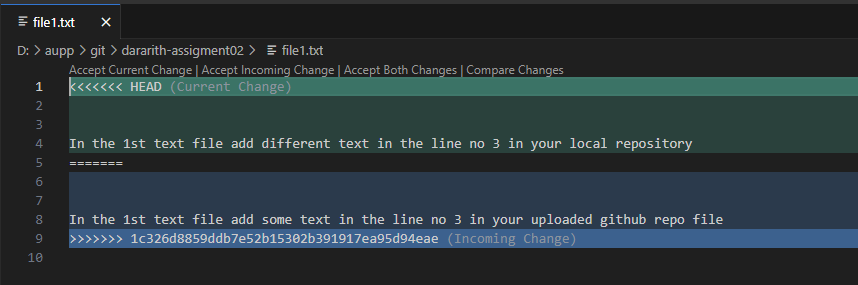 file1.txt
D: > aupp > git > dararith-assigment02 > file1.txt
Accept Current Change | Accept Incoming Change | Accept Both Changes | Compare Changes
1 <<<<<<< HEAD (Current Change)
2
3
4 In the 1st text file add different text in the line no 3 in your local repository
5 =======
6
7
8 In the 1st text file add some text in the line no 3 in your uploaded github repo file
9 >>>>>>> 1c326d8859ddb7e52b15302b391917ea95d94eae (Incoming Change)
10